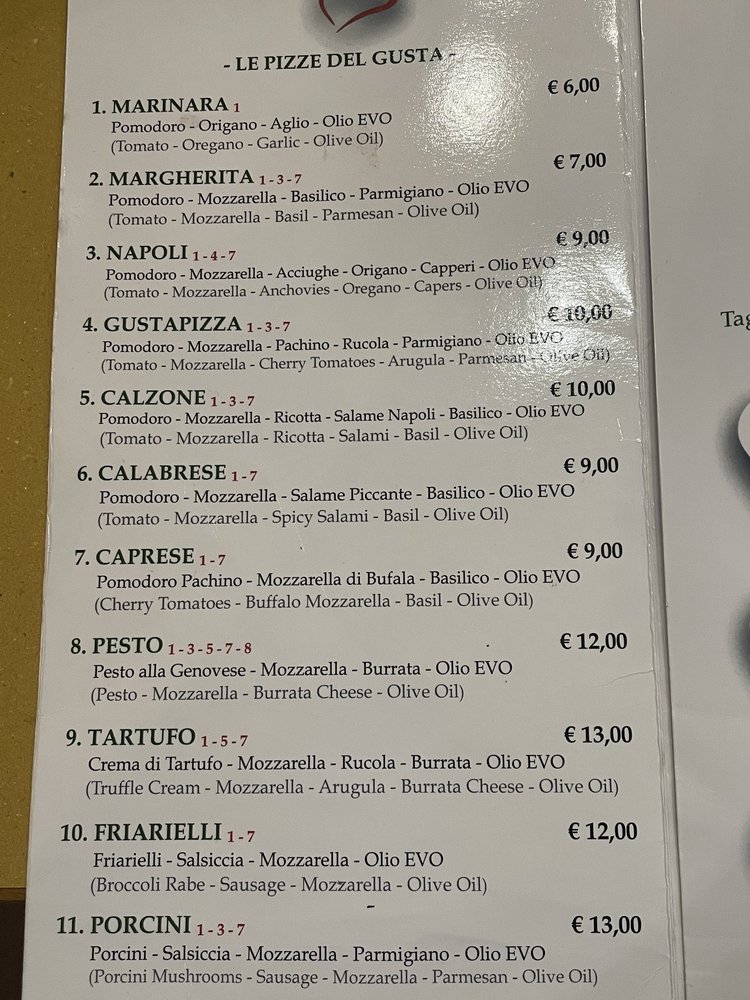 - LE PIZZE DEL GUSTA -
1. MARINARA 1 € 6,00
Pomodoro - Origano - Aglio - Olio EVO
(Tomato - Oregano - Garlic - Olive Oil)
2. MARGHERITA 1 - 3 - 7 € 7,00
Pomodoro - Mozzarella - Basilico - Parmigiano - Olio EVO
(Tomato - Mozzarella - Basil - Parmesan - Olive Oil)
3. NAPOLI 1 - 4 - 7 € 9,00
Pomodoro - Mozzarella - Acciughe - Origano - Capperi - Olio EVO
(Tomato - Mozzarella - Anchovies - Oregano - Capers - Olive Oil)
4. GUSTAPIZZA 1 - 3 - 7 € 10,00
Pomodoro - Mozzarella - Pachino - Rucola - Parmigiano - Olio EVO
(Tomato - Mozzarella - Cherry Tomatoes - Arugula - Parmesan - Olive Oil)
5. CALZONE 1 - 3 - 7 € 10,00
Pomodoro - Mozzarella - Ricotta - Salame Napoli - Basilico - Olio EVO
(Tomato - Mozzarella - Ricotta - Salami - Basil - Olive Oil)
6. CALABRESE 1 - 7 € 9,00
Pomodoro - Mozzarella - Salame Piccante - Basilico - Olio EVO
(Tomato - Mozzarella - Spicy Salami - Basil - Olive Oil)
7. CAPRESE 1 - 7 € 9,00
Pomodoro Pachino - Mozzarella di Bufala - Basilico - Olio EVO
(Cherry Tomatoes - Buffalo Mozzarella - Basil - Olive Oil)
8. PESTO 1 - 3 - 5 - 7 - 8 € 12,00
Pesto alla Genovese - Mozzarella - Burrata - Olio EVO
(Pesto - Mozzarella - Burrata Cheese - Olive Oil)
9. TARTUFO 1 - 5 - 7 € 13,00
Crema di Tartufo - Mozzarella - Rucola - Burrata - Olio EVO
(Truffle Cream - Mozzarella - Arugula - Burrata Cheese - Olive Oil)
10. FRIARIELLI 1 - 7 € 12,00
Friarielli - Salsiccia - Mozzarella - Olio EVO
(Broccoli Rabe - Sausage - Mozzarella - Olive Oil)
11. PORCINI 1 - 3 - 7 € 13,00
Porcini - Salsiccia - Mozzarella - Parmigiano - Olio EVO
(Porcini Mushrooms - Sausage - Mozzarella - Parmesan - Olive Oil)